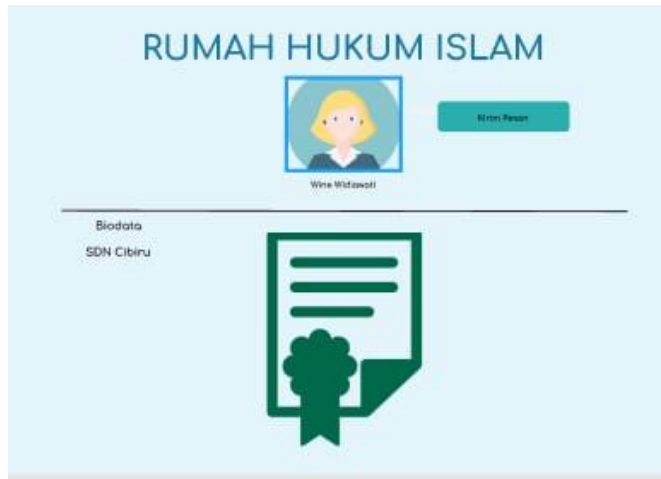 RUMAH HUKUM ISLAM
Kirim Pesan
Wine Widiawati
Biodata
SDN Cibiru